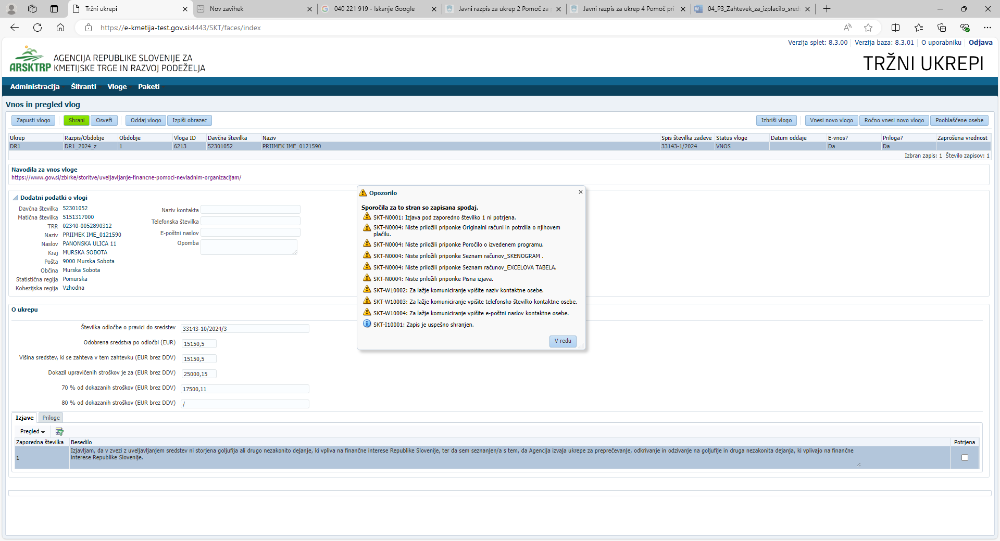 Tržni ukrepi
Nov zavihek
040 221 919 - Iskanje Google
Javni razpis za ukrep 2 Pomoč za
Javni razpis za ukrep 4 Pomoč pri
04_P3_Zahtevek_za_izplacilo_sred
https://e-kmetija-test.gov.si:4443/SKT/faces/index
Verzija splet: 8.3.00 Verzija baza: 8.3.01 O uporabniku Odjava
ARSKTRP
AGENCIJA REPUBLIKE SLOVENIJE ZA
KMETIJSKE TRGE IN RAZVOJ PODEŽELJA
TRŽNI UKREPI
Administracija Šifranti Vloge Paketi
Vnos in pregled vlog
Zapusti vlogo Shrani Osveži Oddaj vlogo Izpiši obrazec Izbriši vlogo Vnesi novo vlogo Ročno vnesi novo vlogo Pooblaščene osebe
Ukrep Razpis/Obdobje Obdobje Vloga ID Davčna številka Naziv Spis številka zadeve Status vloge Datum oddaje E-vnos? Priloga? Zaprošena vrednost
DR1 DR1_2024_z 1 6213 52301052 PRIIMEK IME_0121590 33143-1/2024 VNOS Da Da
Izbran zapis: 1 Število zapisov: 1
Navodila za vnos vloge
https://www.gov.si/zbirke/storitve/uveljavljanje-financne-pomoci-nevladnim-organizacijam/
Dodatni podatki o vlogi
Davčna številka 52301052
Matična številka 5151317000
TRR 02340-0052890312
Naziv PRIIMEK IME_0121590
Naslov PANONSKA ULICA 11
Kraj MURSKA SOBOTA
Pošta 9000 Murska Sobota
Občina Murska Sobota
Statistična regija Pomurska
Kohezijska regija Vzhodna
Naziv kontakta
Telefonska številka
E-poštni naslov
Opomba
Opozorilo
Sporočila za to stran so zapisana spodaj.
SKT-N0001: Izjava pod zaporedno številko 1 ni potrjena.
SKT-N0004: Niste priložili priponke Originalni računi in potrdila o njihovem
plačilu.
SKT-N0004: Niste priložili priponke Poročilo o izvedenem programu.
SKT-N0004: Niste priložili priponke Seznam računov_SKENOGRAM .
SKT-N0004: Niste priložili priponke Seznam računov_EXCELOVA TABELA.
SKT-N0004: Niste priložili priponke Pisna izjava.
SKT-W10002: Za lažje komuniciranje vpišite naziv kontaktne osebe.
SKT-W10003: Za lažje komuniciranje vpišite telefonsko številko kontaktne osebe.
SKT-W10004: Za lažje komuniciranje vpišite e-poštni naslov kontaktne osebe.
SKT-I10001: Zapis je uspešno shranjen.
V redu
O ukrepu
Številka odločbe o pravici do sredstev 33143-10/2024/3
Odobrena sredstva po odločbi (EUR) 15150,5
Višina sredstev, ki se zahteva v tem zahtevku (EUR brez DDV) 15150,5
Dokazil upravičenih stroškov je za (EUR brez DDV) 25000,15
70 % od dokazanih stroškov (EUR brez DDV) 17500,11
80 % od dokazanih stroškov (EUR brez DDV) /
Izjave Priloge
Pregled
Zaporedna številka Besedilo Potrjena
Izjavljam, da v zvezi z uveljavljanjem sredstev ni storjena goljufija ali drugo nezakonito dejanje, ki vpliva na finančne interese Republike Slovenije, ter da sem seznanjen/a s tem, da Agencija izvaja ukrepe za preprečevanje, odkrivanje in odzivanje na goljufije in druga nezakonita dejanja, ki vplivajo na finančne
1 interese Republike Slovenije.